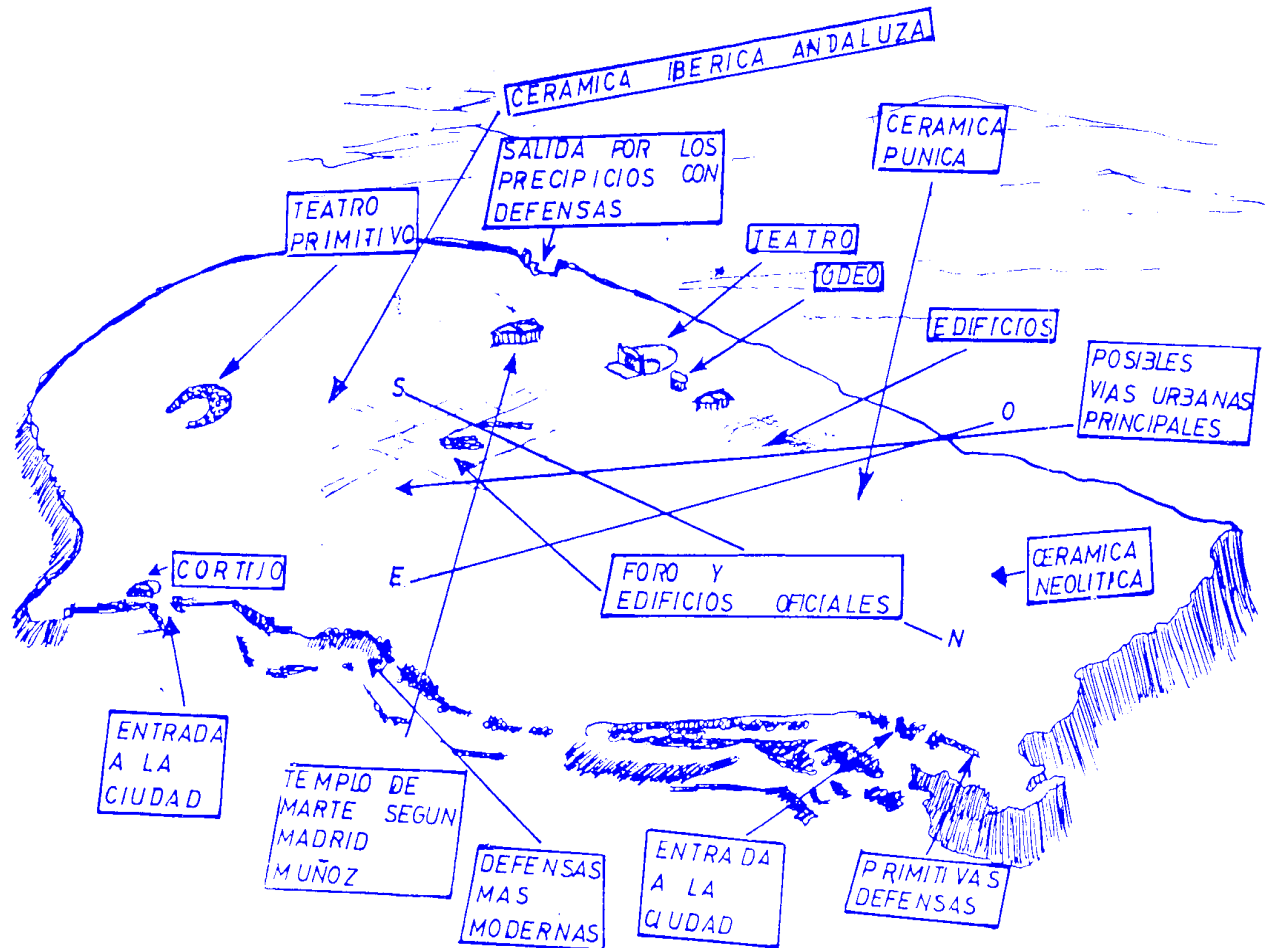 CERAMICA IBERICA ANDALUZA
SALIDA POR LOS
PRECIPICIOS CON
DEFENSAS
CERAMICA
PUNICA
TEATRO
PRIMITIVO
TEATRO
ODEO
EDIFICIOS
POSIBLES
VIAS URBANAS
PRINCIPALES
S
O
CORTIJO
E
FORO Y
EDIFICIOS OFICIALES
CERAMICA
NEOLITICA
N
ENTRADA
A LA
CIUDAD
TEMPLO DE
MARTE SEGUN
MADRID
MUÑOZ
DEFENSAS
MAS
MODERNAS
ENTRADA
A LA
CIUDAD
PRIMITIVAS
DEFENSAS